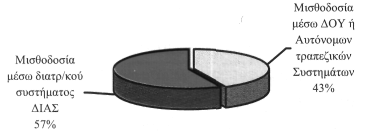 Μισθοδοσία
μέσω ΔΟΥ ή
Αυτόνομων
τραπεζικών
Συστημάτων
43%
Μισθοδοσία
μέσω διατρ/κού
συστήματος
ΔΙΑΣ
57%